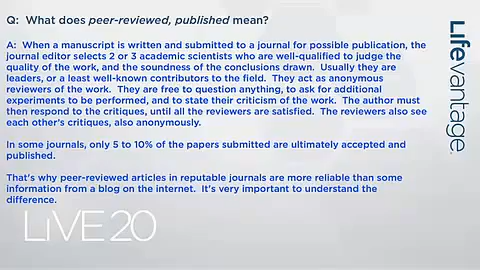 Q: What does peer-reviewed, published mean?
A: When a manuscript is written and submitted to a journal for possible publication, the
journal editor selects 2 or 3 academic scientists who are well-qualified to judge the
quality of the work, and the soundness of the conclusions drawn. Usually they are
leaders, or a least well-known contributors to the field. They act as anonymous
reviewers of the work. They are free to question anything, to ask for additional
experiments to be performed, and to state their criticism of the work. The author must
then respond to the critiques, until all the reviewers are satisfied. The reviewers also see
each other's critiques, also anonymously.
In some journals, only 5 to 10% of the papers submitted are ultimately accepted and
published.
That's why peer-reviewed articles in reputable journals are more reliable than some
information from a blog on the internet. It's very important to understand the
difference.
LiVE 20
Lifevantage